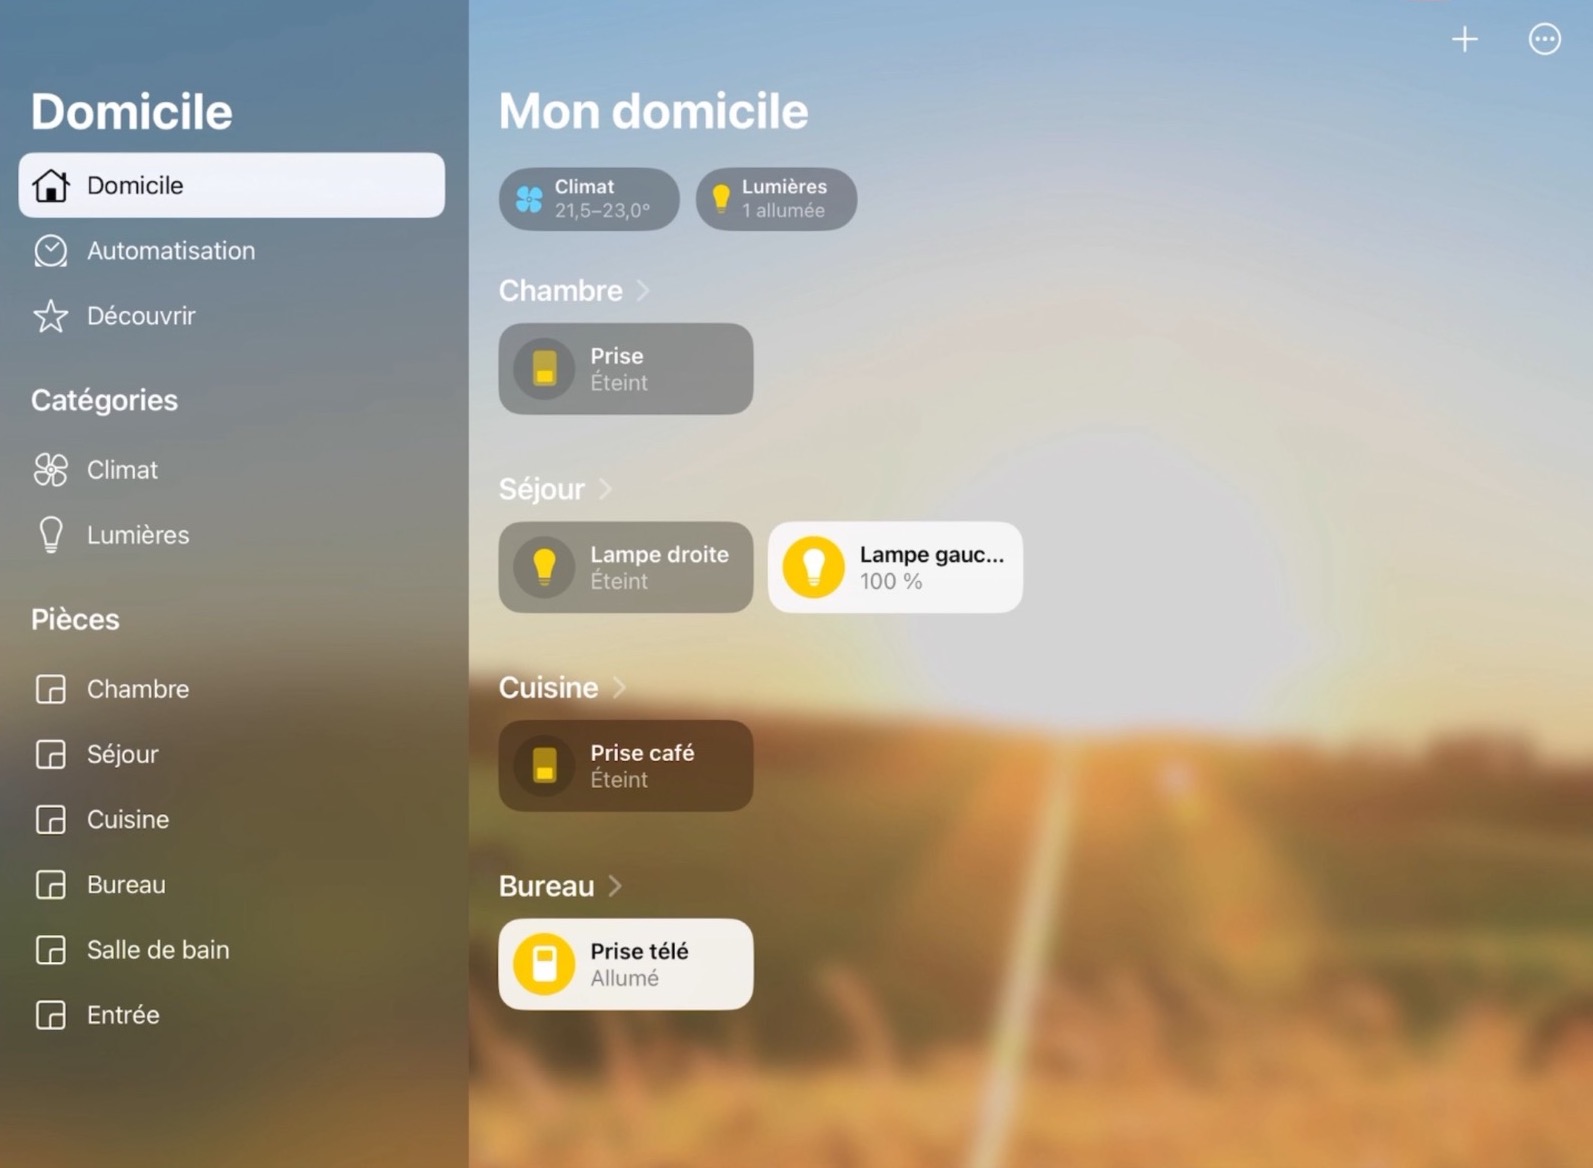 Domicile
Domicile
Automatisation
Découvrir
Catégories
Climat
Lumières
Pièces
Chambre
Séjour
Cuisine
Bureau
Salle de bain
Entrée
Mon domicile
Climat
21,5–23,0°
Lumières
1 allumée
Chambre
Prise
Éteint
Séjour
Lampe droite
Éteint
Lampe gauc...
100 %
Cuisine
Prise café
Éteint
Bureau
Prise télé
Allumé